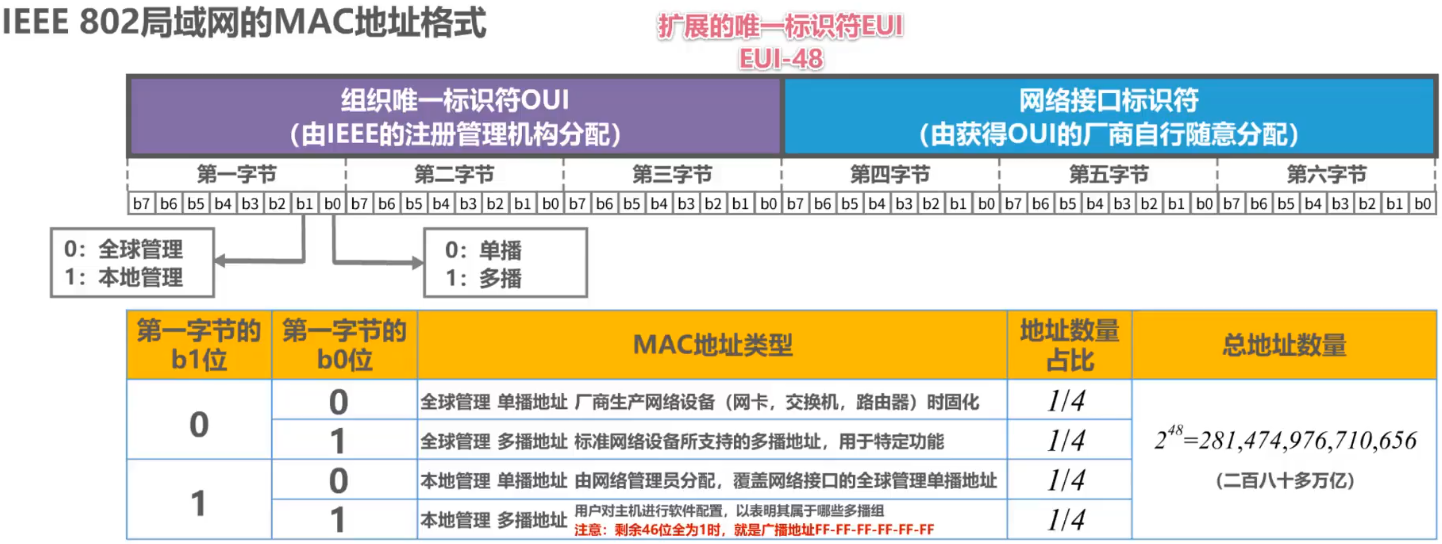 IEEE 802局域网的MAC地址格式
扩展的唯一标识符EUI
EUI-48
组织唯一标识符OUI
（由IEEE的注册管理机构分配）
网络接口标识符
（由获得OUI的厂商自行随意分配）
第一字节 第二字节 第三字节 第四字节 第五字节 第六字节
b7 b6 b5 b4 b3 b2 b1 b0 b7 b6 b5 b4 b3 b2 b1 b0 b7 b6 b5 b4 b3 b2 b1 b0 b7 b6 b5 b4 b3 b2 b1 b0 b7 b6 b5 b4 b3 b2 b1 b0 b7 b6 b5 b4 b3 b2 b1 b0
0：全球管理
1：本地管理
0：单播
1：多播
第一字节的
b1位
第一字节的
b0位
MAC地址类型
地址数量
占比
总地址数量
0
0 全球管理 单播地址 厂商生产网络设备（网卡，交换机，路由器）时固化 1/4
1 全球管理 多播地址 标准网络设备所支持的多播地址，用于特定功能 1/4
1
0 本地管理 单播地址 由网络管理员分配，覆盖网络接口的全球管理单播地址 1/4
1 本地管理 多播地址 用户对主机进行软件配置，以表明其属于哪些多播组
注意：剩余46位全为1时，就是广播地址FF-FF-FF-FF-FF-FF
1/4
2^48=281,474,976,710,656
（二百八十多万亿）